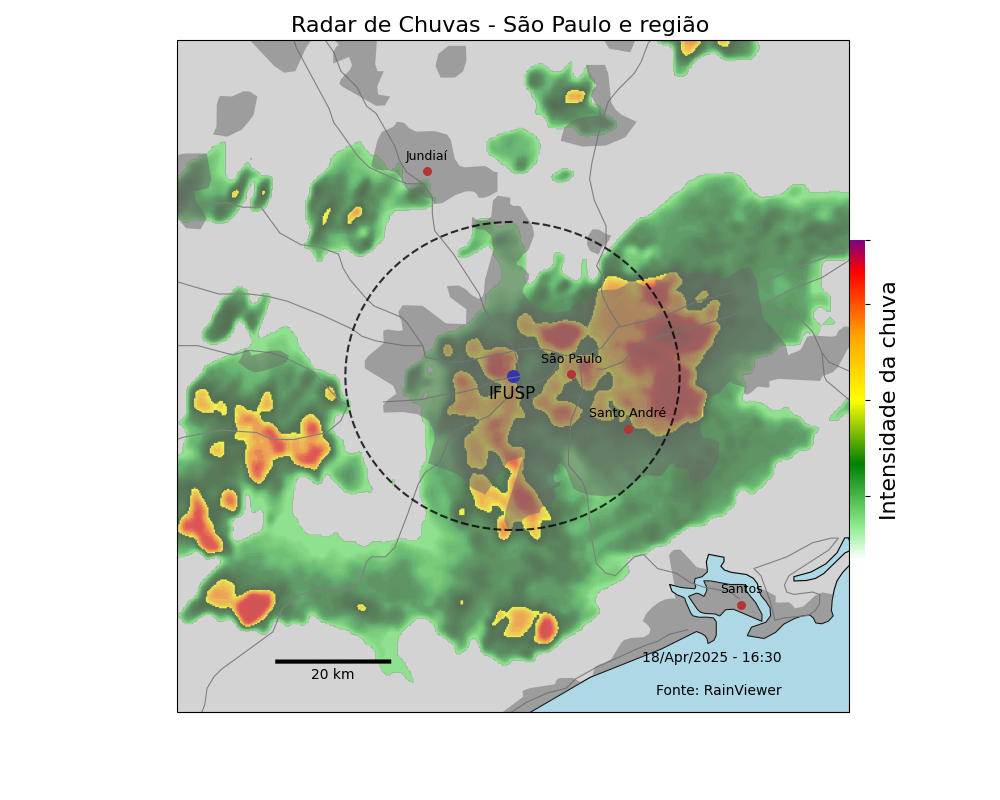 Radar de Chuvas - São Paulo e região
Jundiaí
São Paulo
IFUSP
Santo André
Santos
20 km
18/Apr/2025 - 16:30
Fonte: RainViewer
Intensidade da chuva